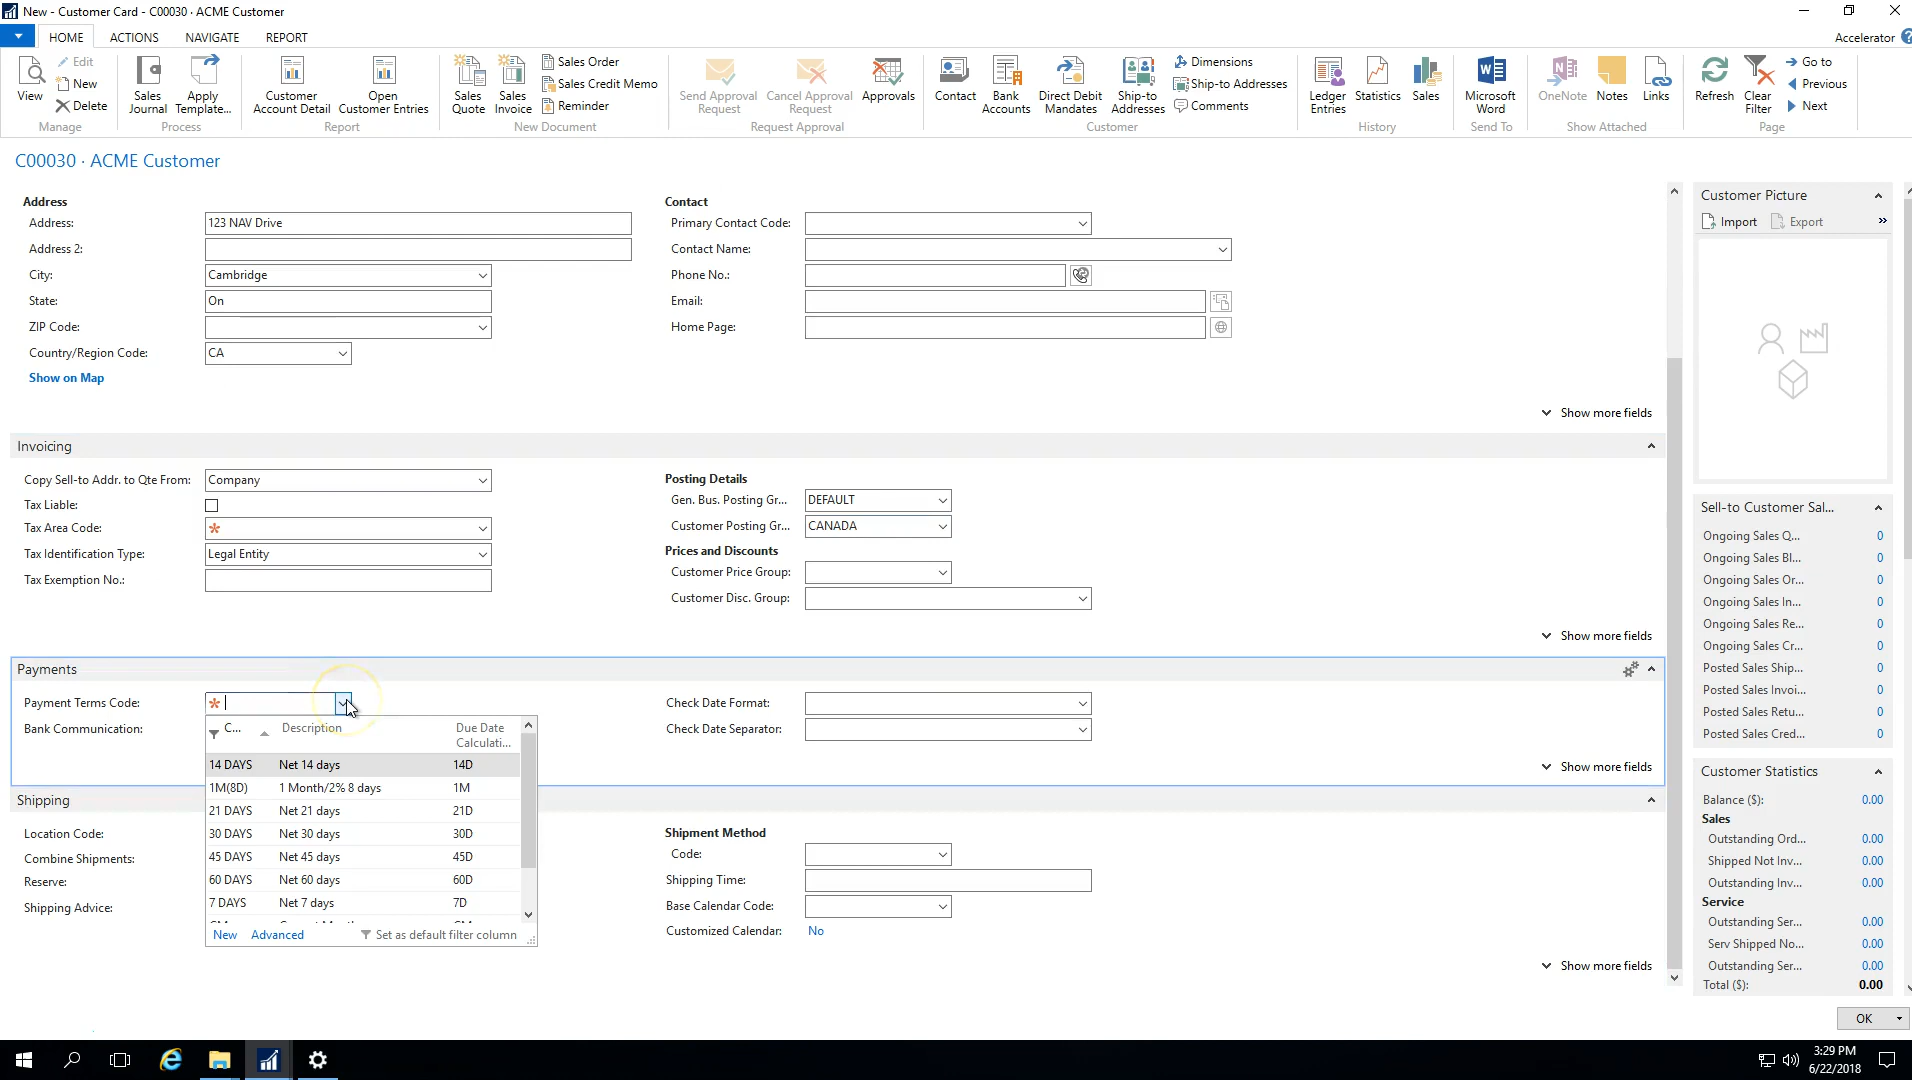 New - Customer Card - C00030 · ACME Customer
HOME ACTIONS NAVIGATE REPORT
Accelerator
View
Edit
New
Delete
Manage
Sales Journal
Apply Template...
Process
Customer Account Detail
Open Customer Entries
Report
Sales Quote
Sales Invoice
Sales Order
Sales Credit Memo
Reminder
New Document
Send Approval Request
Cancel Approval Request
Approvals
Request Approval
Contact
Bank Accounts
Direct Debit Mandates
Ship-to Addresses
Dimensions
Ship-to Addresses
Comments
Customer
Ledger Entries
Statistics
Sales
History
Microsoft Word
Send To
OneNote
Notes
Links
Show Attached
Refresh
Clear Filter
Go to
Previous
Next
Page
C00030 · ACME Customer
Address
Address: 123 NAV Drive
Address 2:
City: Cambridge
State: On
ZIP Code:
Country/Region Code: CA
Show on Map
Contact
Primary Contact Code:
Contact Name:
Phone No.:
Email:
Home Page:
Show more fields
Invoicing
Copy Sell-to Addr. to Qte From: Company
Tax Liable:
Tax Area Code: *
Tax Identification Type: Legal Entity
Tax Exemption No.:
Posting Details
Gen. Bus. Posting Gr... DEFAULT
Customer Posting Gr... CANADA
Prices and Discounts
Customer Price Group:
Customer Disc. Group:
Show more fields
Payments
Payment Terms Code: *
Bank Communication:
Check Date Format:
Check Date Separator:
Show more fields
C... Description Due Date Calculati...
14 DAYS Net 14 days 14D
1M(8D) 1 Month/2% 8 days 1M
21 DAYS Net 21 days 21D
30 DAYS Net 30 days 30D
45 DAYS Net 45 days 45D
60 DAYS Net 60 days 60D
7 DAYS Net 7 days 7D
New Advanced Set as default filter column
Shipping
Location Code:
Combine Shipments:
Reserve:
Shipping Advice:
Shipment Method
Code:
Shipping Time:
Base Calendar Code:
Customized Calendar: No
Show more fields
Customer Picture
Import Export »
Sell-to Customer Sal...
Ongoing Sales Q... 0
Ongoing Sales Bl... 0
Ongoing Sales Or... 0
Ongoing Sales In... 0
Ongoing Sales Re... 0
Ongoing Sales Cr... 0
Posted Sales Ship... 0
Posted Sales Invoi... 0
Posted Sales Retu... 0
Posted Sales Cred... 0
Customer Statistics
Balance ($): 0.00
Sales
Outstanding Ord... 0.00
Shipped Not Inv... 0.00
Outstanding Inv... 0.00
Service
Outstanding Ser... 0.00
Serv Shipped No... 0.00
Outstanding Ser... 0.00
Total ($): 0.00
OK
3:29 PM
6/22/2018